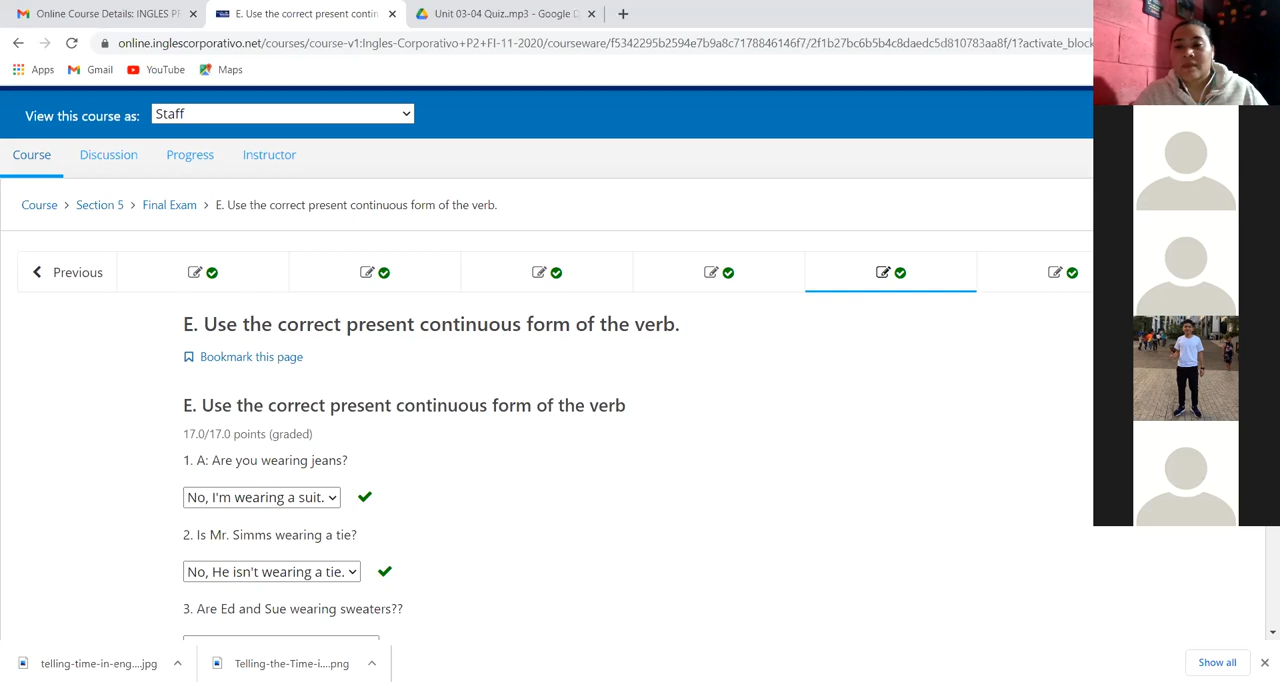 Online Course Details: INGLES PF
E. Use the correct present contin
Unit 03-04 Quiz..mp3 - Google D
online.inglescorporativo.net/courses/course-v1:Ingles-Corporativo+P2+FI-11-2020/courseware/f5342295b2594e7b9a8c7178846146f7/2f1b27bc6b5b4c8daedc5d810783aa8f/1?activate_block
Apps Gmail YouTube Maps
View this course as: Staff
Course Discussion Progress Instructor
Course > Section 5 > Final Exam > E. Use the correct present continuous form of the verb.
Previous
E. Use the correct present continuous form of the verb.
Bookmark this page
E. Use the correct present continuous form of the verb
17.0/17.0 points (graded)
1. A: Are you wearing jeans?
No, I'm wearing a suit.
2. Is Mr. Simms wearing a tie?
No, He isn't wearing a tie.
3. Are Ed and Sue wearing sweaters??
telling-time-in-eng....jpg
Telling-the-Time-i....png
Show all